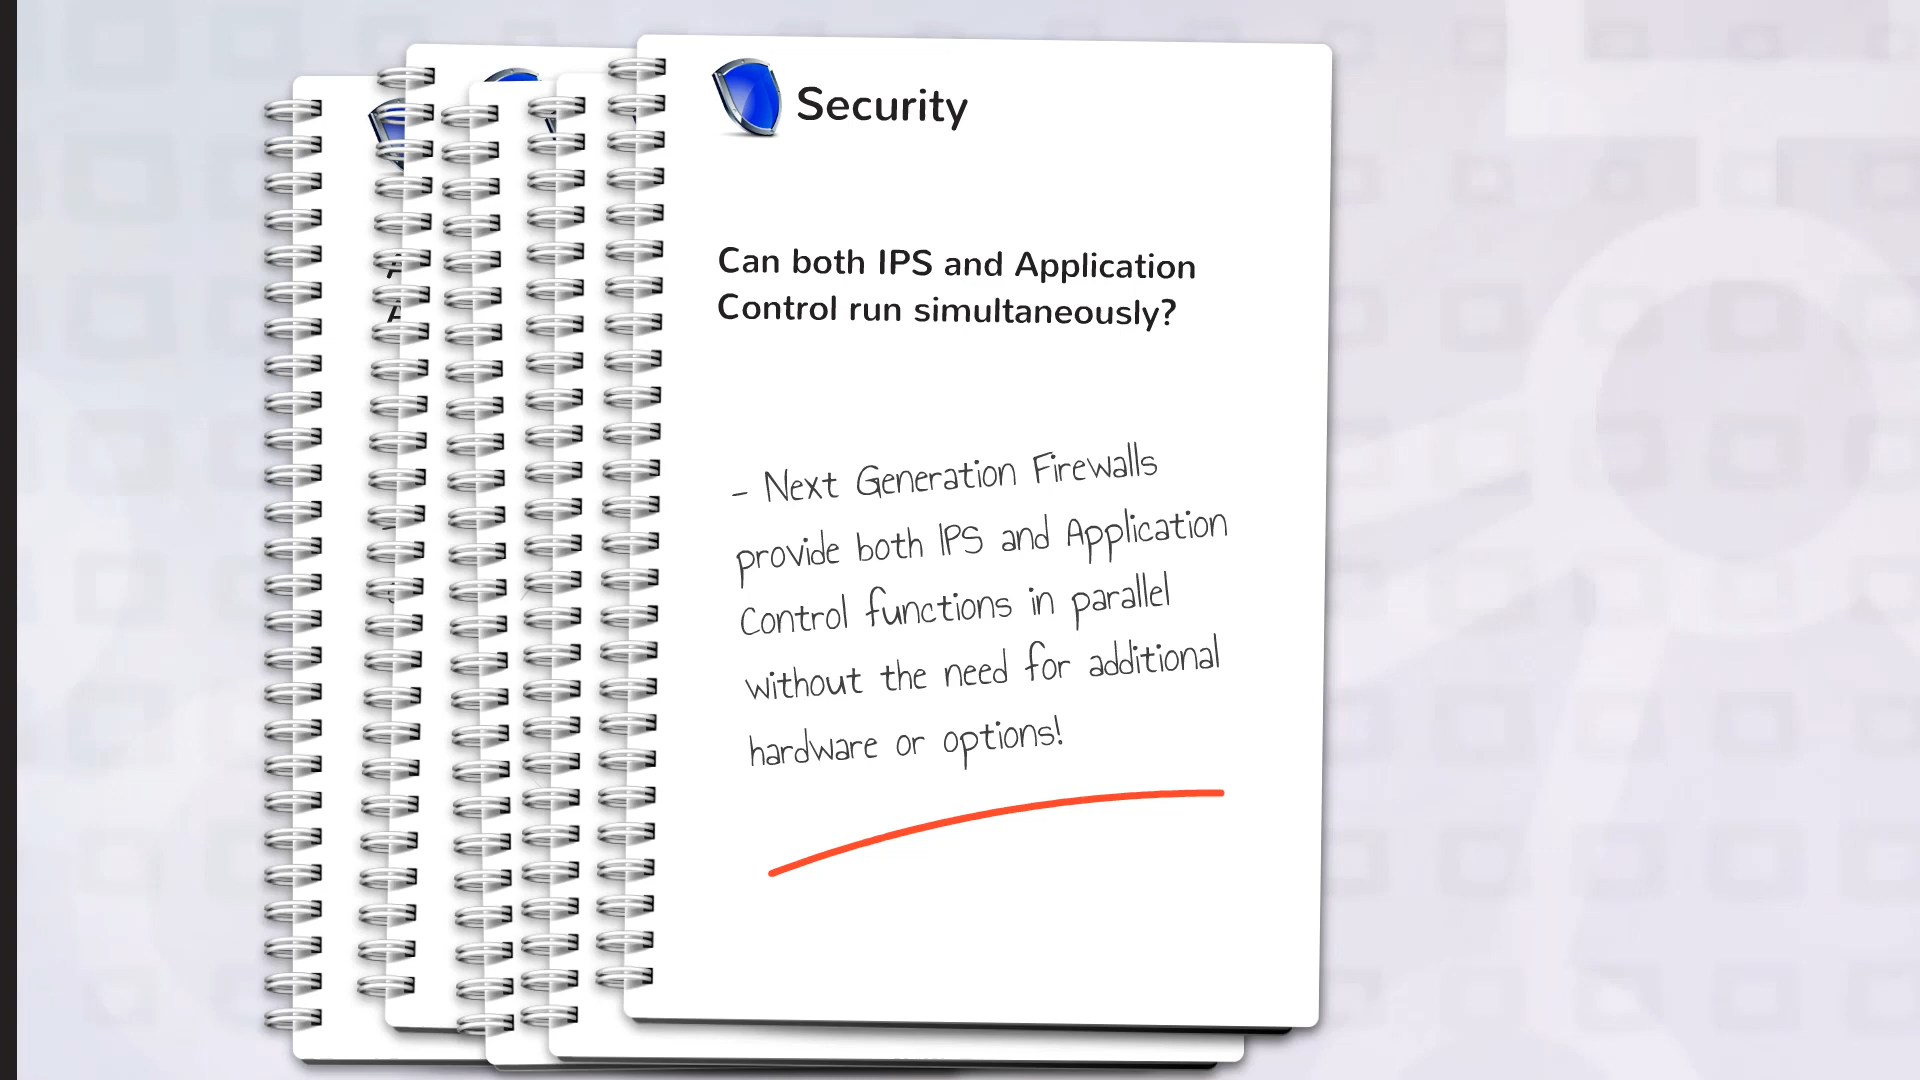 Security
Can both IPS and Application
Control run simultaneously?
- Next Generation Firewalls
provide both IPS and Application
Control functions in parallel
without the need for additional
hardware or options!